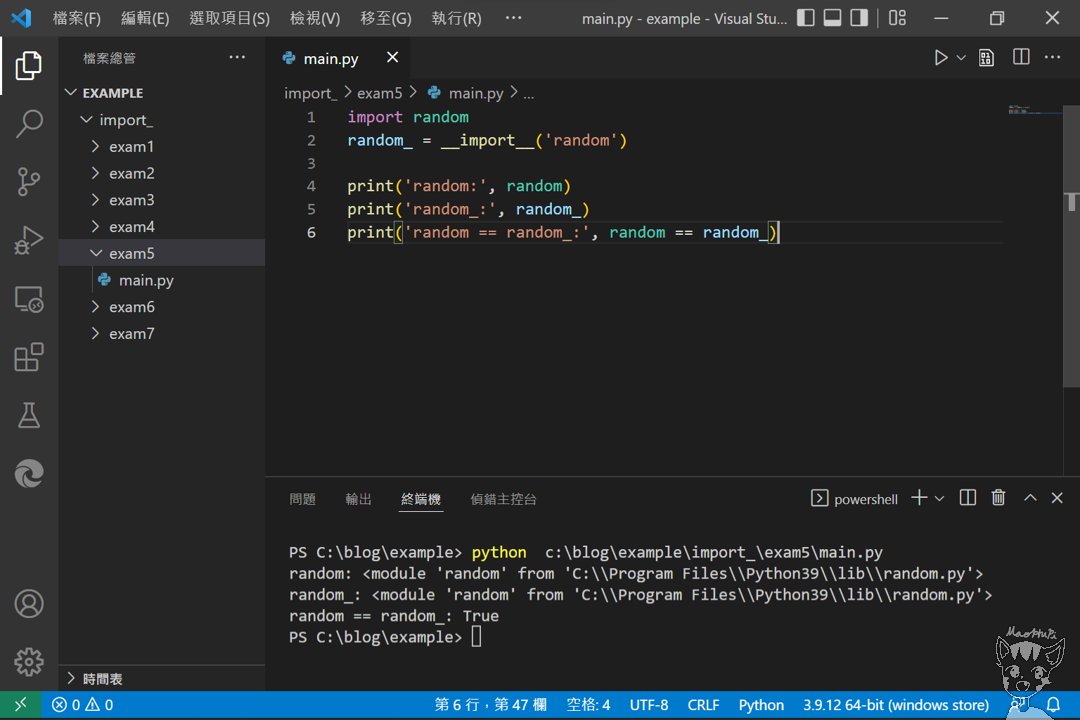 檔案(F) 編輯(E) 選取項目(S) 檢視(V) 移至(G) 執行(R) ··· main.py - example - Visual Stu...
檔案總管 ···
EXAMPLE
import_
exam1
exam2
exam3
exam4
exam5
main.py
exam6
exam7
時間表
main.py
import_ > exam5 > main.py > ...
1 import random
2 random_ = __import__('random')
3
4 print('random:', random)
5 print('random_:', random_)
6 print('random == random_:', random == random_)
問題 輸出 終端機 偵錯主控台 powershell
PS C:\blog\example> python  c:\blog\example\import_\exam5\main.py
random: <module 'random' from 'C:\\Program Files\\Python39\\lib\\random.py'>
random_: <module 'random' from 'C:\\Program Files\\Python39\\lib\\random.py'>
random == random_: True
PS C:\blog\example>
MaoHuPi
0 0 第 6 行，第 47 欄 空格: 4 UTF-8 CRLF Python 3.9.12 64-bit (windows store)